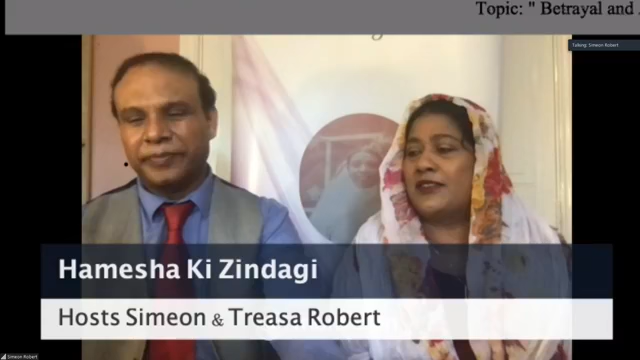 Topic: " Betrayal and
Talking: Simeon Robert
Hamesha Ki Zindagi
Hosts Simeon & Treasa Robert
Simeon Robert